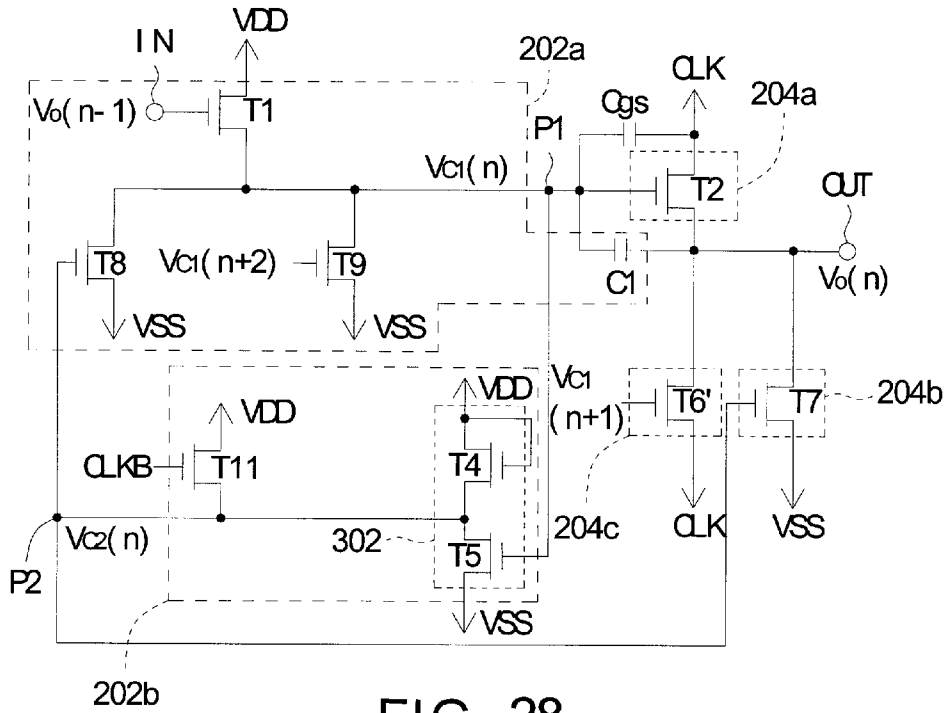 VDD
IN
202a
CLK
Cgs
204a
Vo(n-1)
T1
P1
VC1(n)
T2
OUT
T8
VC1(n+2)
T9
C1
Vo(n)
VSS
VSS
VDD
VDD
VC1
(n+1)
T6'
T7
204b
CLKB
T11
T4
VC2(n)
302
T5
204c
CLK
VSS
P2
VSS
202b
FIG. 28